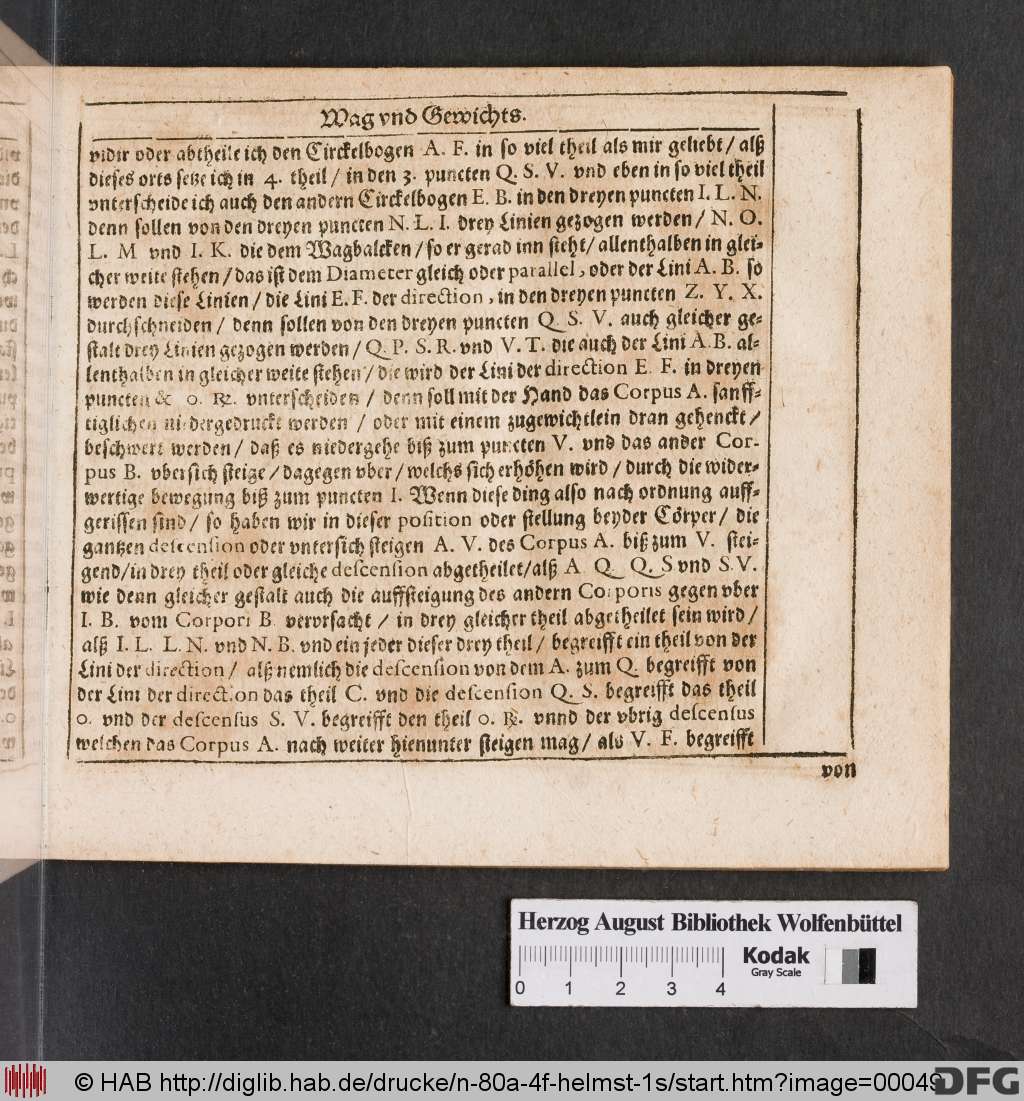 Wag vnd Gewichts.
vidir oder abtheile ich den Circkelbogen A. F. in so viel theil als mir geliebt / alß
dieses orts setze ich in 4. theil / in den 3. puncten Q. S. V. vnd eben in so viel theil
vnterscheide ich auch den andern Circkelbogen E. B. in den dreyen puncten I. L. N.
denn sollen von den dreyen puncten N. L. I. drey Linien gezogen werden / N. O.
L. M vnd I. K. die dem Wagbalcken / so er gerad inn sieht / allenthalben in glei-
cher weite stehen / das ist dem Diameter gleich oder parallel, oder der Lini A. B. so
werden diese Linien / die Lini E. F. der direction, in den dreyen puncten Z. Y. X.
durchschneiden / denn sollen von den dreyen puncten Q. S. V. auch gleicher ge-
stalt drey Linien gezogen werden / Q. P. S. R. vnd V. T. die auch der Lini A. B. al-
lenthalben in gleicher weite stehen / die wird der Lini der direction E. F. in dreyen
puncten & o. ꝶ. vnterscheiden / denn soll mit der Hand das Corpus A. sanff-
tiglichen nidergedruckt werden / oder mit einem zugewichtlein dran gehenckt /
beschwert werden / daß es niedergehe biß zum puncten V. vnd das ander Cor-
pus B. vbersich steige / dagegen vber / welchs sich erhöhen wird / durch die wider-
wertige bewegung biß zum puncten I. Wenn diese ding also nach ordnung auff-
gerissen sind / so haben wir in dieser position oder stellung beyder Cörper / die
gantzen descension oder vntersich steigen A. V. des Corpus A. biß zum V. stei-
gend / in drey theil oder gleiche descension abgetheilet / alß A Q Q. S vnd S. V.
wie denn gleicher gestalt auch die auffsteigung des andern Corporis gegen vber
I. B. vom Corpori B vervrsacht / in drey gleicher theil abgetheilet sein wird /
alß I. L. L. N. vnd N. B. vnd ein jeder dieser drey theil / begreifft ein theil von der
Lini der direction / alß nemlich die descension von dem A. zum Q. begreifft von
der Lini der direction das theil C. vnd die descension Q. S. begreifft das theil
o. vnd der descensus S. V. begreifft den theil o. ꝶ. vnnd der vbrig descensus
welchen das Corpus A. nach weiter hienunter steigen mag / als V. F. begreifft
von
Herzog August Bibliothek Wolfenbüttel
Kodak
Gray Scale
0 1 2 3 4
© HAB http://diglib.hab.de/drucke/n-80a-4f-helmst-1s/start.htm?image=00049
DFG